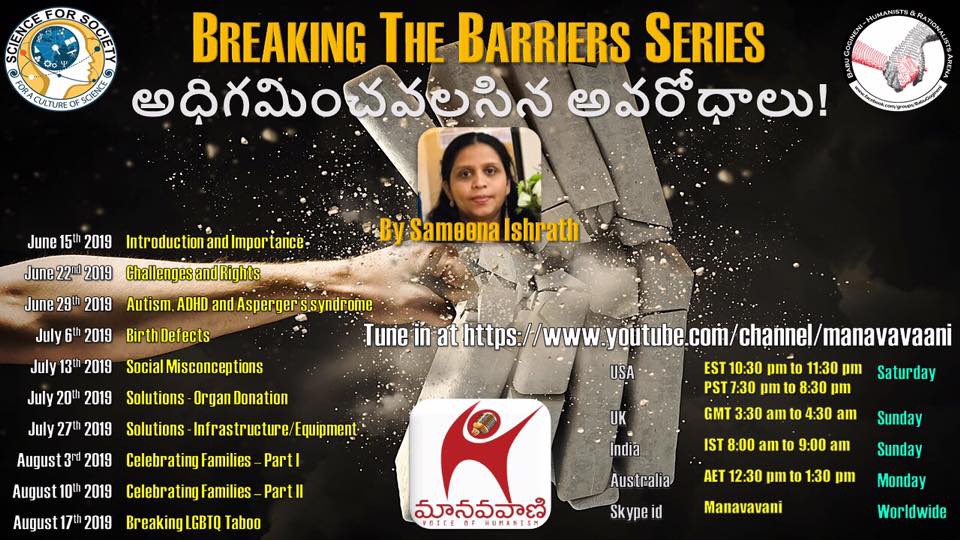 BREAKING THE BARRIERS SERIES
అధిగమించవలసిన అవరోధాలు!
SCIENCE FOR SOCIETY
FOR A CULTURE OF SCIENCE
BABU GOGINENI - HUMANISTS & RATIONALISTS ARENA
By Sameena Ishrath
June 15th 2019 Introduction and Importance
June 22nd 2019 Challenges and Rights
June 29th 2019 Autism, ADHD and Asperger's syndrome
July 6th 2019 Birth Defects
July 13th 2019 Social Misconceptions
July 20th 2019 Solutions - Organ Donation
July 27th 2019 Solutions - Infrastructure/Equipment
August 3rd 2019 Celebrating Families – Part I
August 10th 2019 Celebrating Families – Part II
August 17th 2019 Breaking LGBTQ Taboo
Tune in at https://www.youtube.com/channel/manavavaani
USA EST 10:30 pm to 11:30 pm Saturday
PST 7:30 pm to 8:30 pm
UK GMT 3:30 am to 4:30 am Sunday
India IST 8:00 am to 9:00 am Sunday
Australia AET 12:30 pm to 1:30 pm Monday
Skype id Manavavani Worldwide
మానవవాణి
VOICE OF HUMANISM